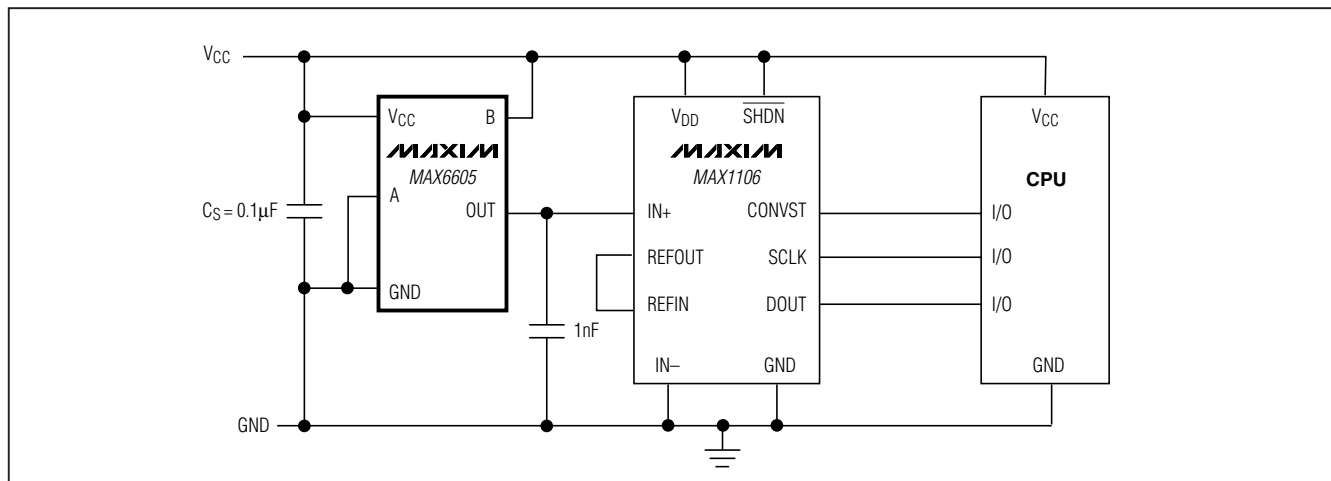 VCC
VCC
B
MAXIM
MAX6605
A
OUT
GND
CS = 0.1µF
1nF
VDD
SHDN
MAXIM
MAX1106
IN+
CONVST
REFOUT
SCLK
REFIN
DOUT
IN–
GND
VCC
CPU
I/O
I/O
I/O
GND
GND